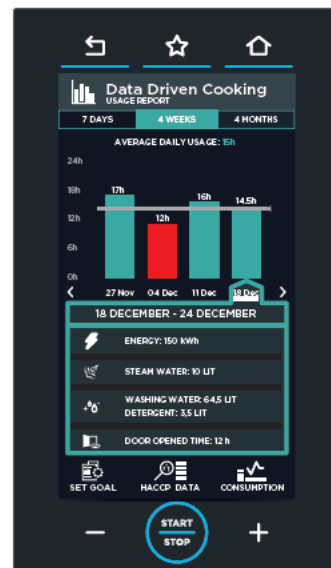 Data Driven Cooking
USAGE REPORT
7 DAYS 4 WEEKS 4 MONTHS
AVERAGE DAILY USAGE: 15h
24h
18h 17h 12h 16h 14.5h
12h
6h
0h
27 Nov 04 Dec 11 Dec 18 Dec
18 DECEMBER - 24 DECEMBER
ENERGY: 150 kWh
STEAM WATER: 10 LIT
WASHING WATER: 64,5 LIT
DETERGENT: 3,5 LIT
DOOR OPENED TIME: 12 h
SET GOAL HACCP DATA CONSUMPTION
START
STOP